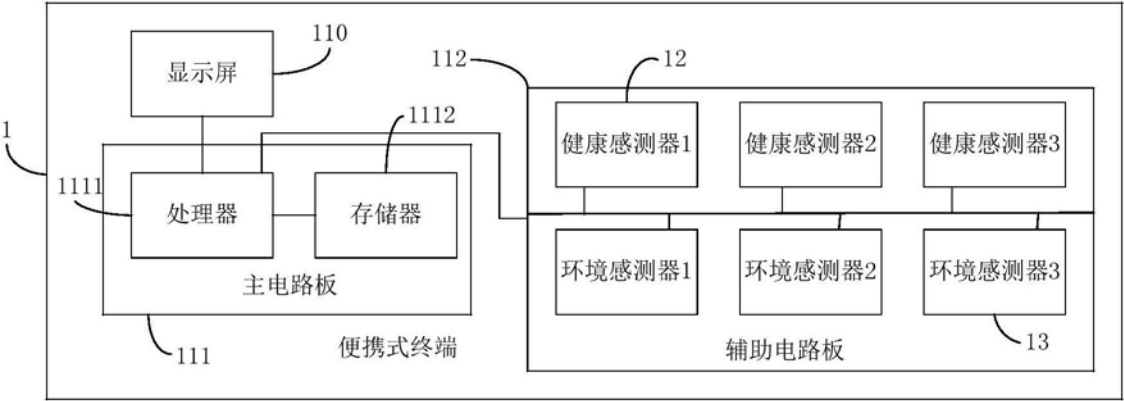 110
显示屏
112
12
1112
健康感测器1
健康感测器2
健康感测器3
1
1111
处理器
存储器
环境感测器1
环境感测器2
环境感测器3
主电路板
111
便携式终端
辅助电路板
13